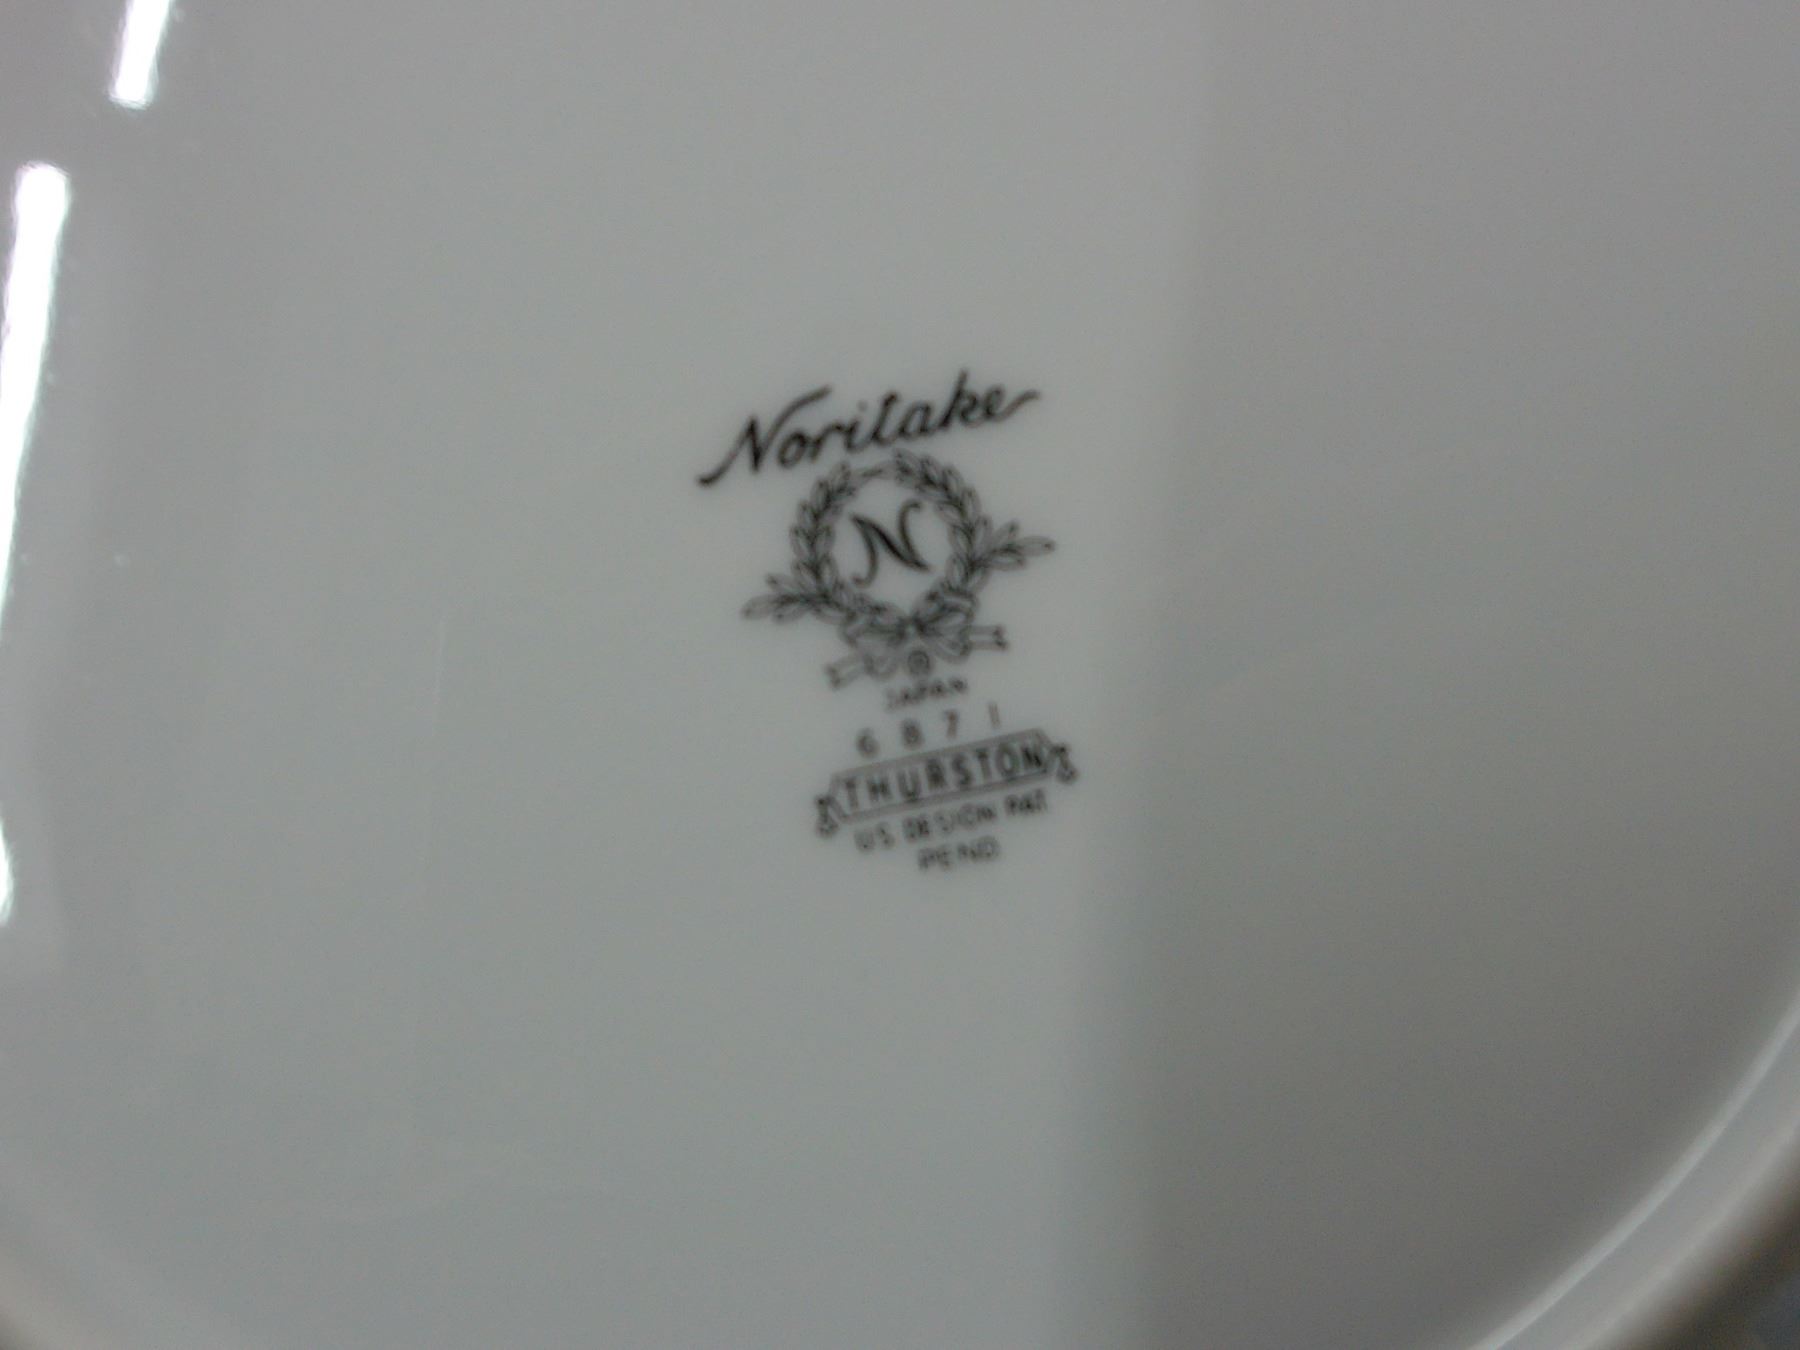 Noritake
N
JAPAN
6871
THURSTON
US DESIGN PAT
PEND